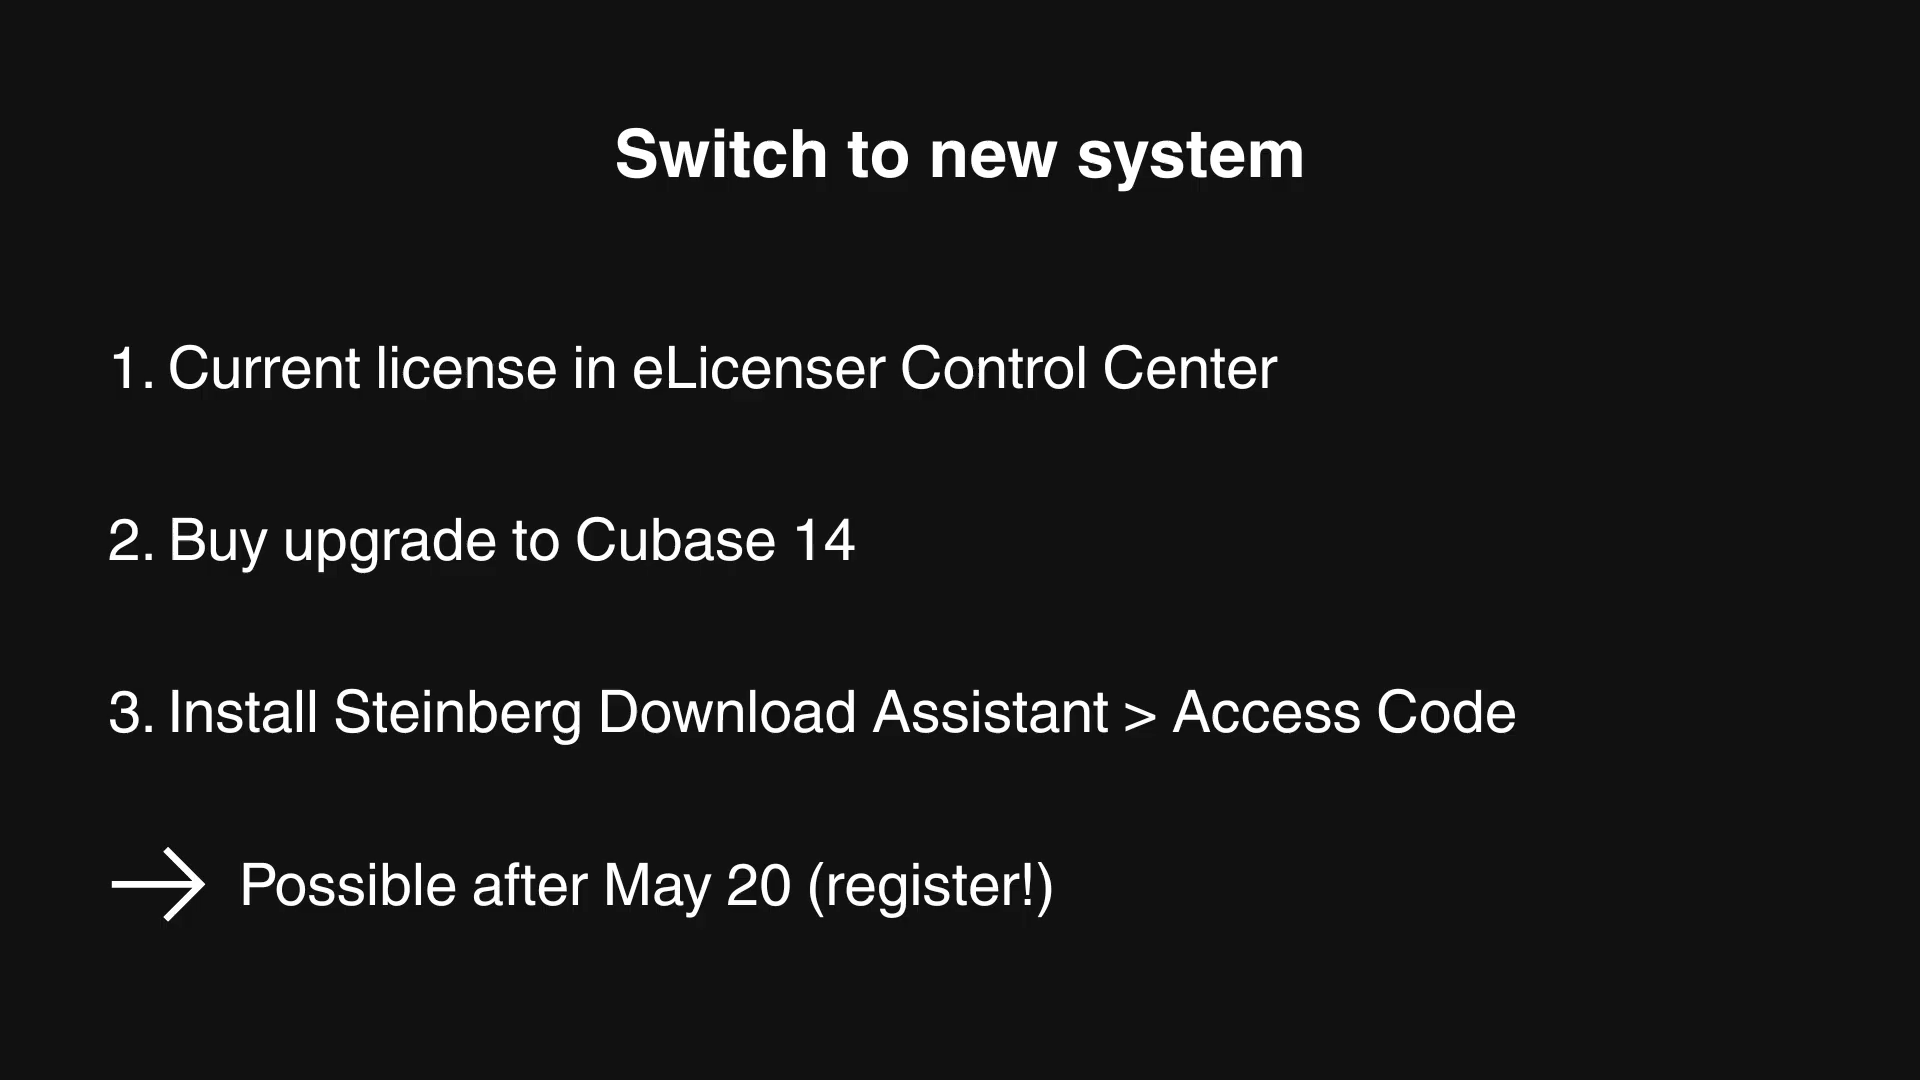 Switch to new system
1. Current license in eLicenser Control Center
2. Buy upgrade to Cubase 14
3. Install Steinberg Download Assistant > Access Code
→ Possible after May 20 (register!)